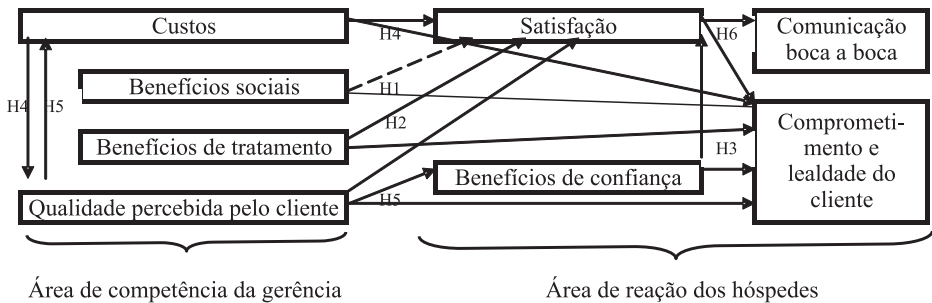 Custos
H4
Satisfação
H6
Comunicação
boca a boca
Benefícios sociais
H1
H4
H5
H2
Benefícios de tratamento
Comprometi-
mento e
lealdade do
cliente
H3
Benefícios de confiança
Qualidade percebida pelo cliente
H5
Área de competência da gerência
Área de reação dos hóspedes